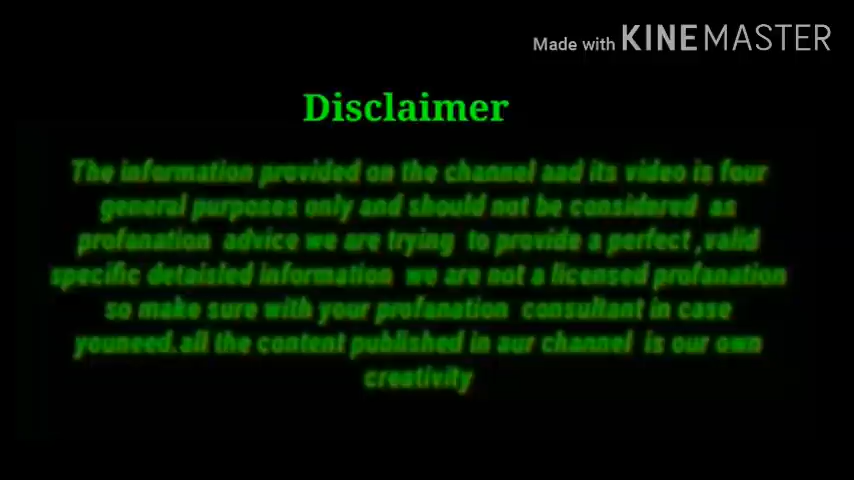 Made with KINEMASTER
Disclaimer
The information provided on the channel aad its video is four
general purposes only and should not be considered as
profanation advice we are trying to provide a perfect ,valid
specific detaisled information we are not a licensed profanation
so make sure with your profanation consultant in case
youneed.all the content published in aur channel is our own
creativity